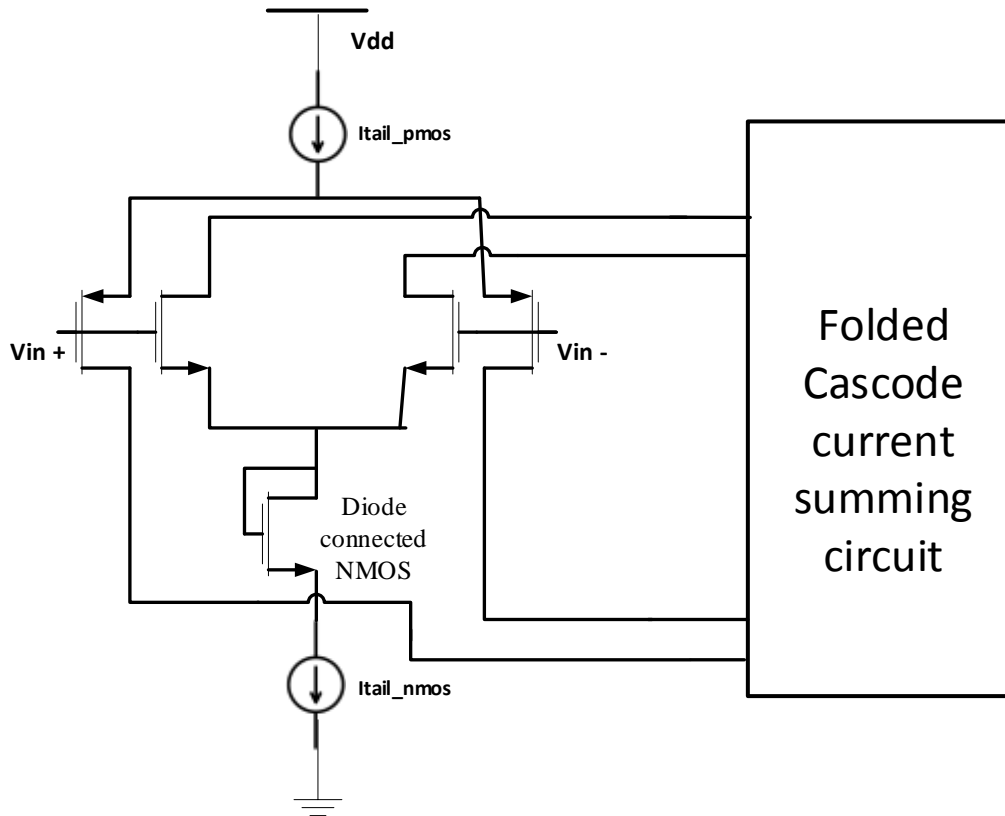 Vdd
Itail_pmos
Vin +
Vin -
Folded
Cascode
current
summing
circuit
Diode
connected
NMOS
Itail_nmos